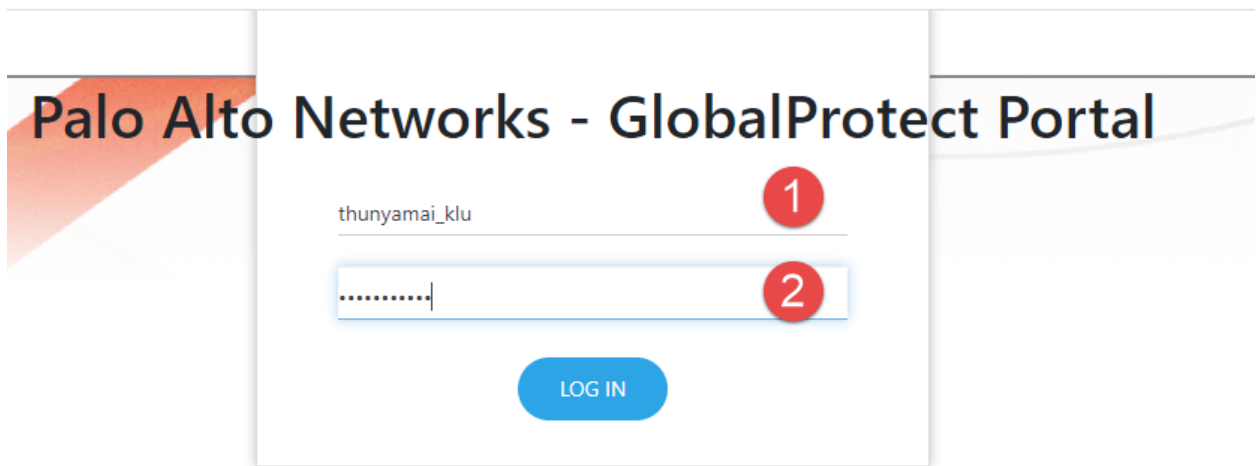 Palo Alto Networks - GlobalProtect Portal
thunyamai_klu
1
•••••••••••
2
LOG IN